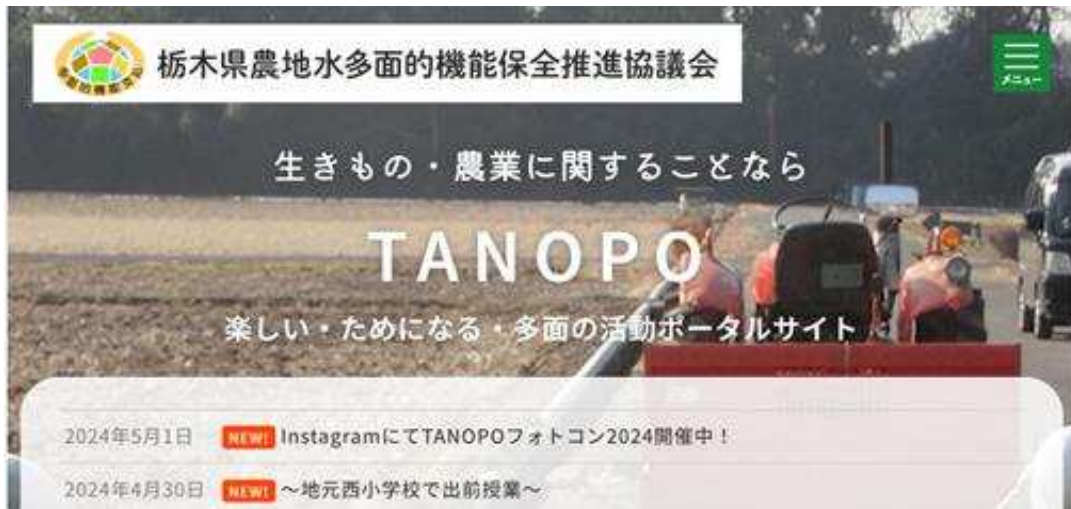 栃木県農地水多面的機能保全推進協議会
メニュー
生きもの・農業に関することなら
TANOPO
楽しい・ためになる・多面の活動ポータルサイト
2024年5月1日 NEW! InstagramにてTANOPOフォトコン2024開催中！
2024年4月30日 NEW! ～地元西小学校で出前授業～